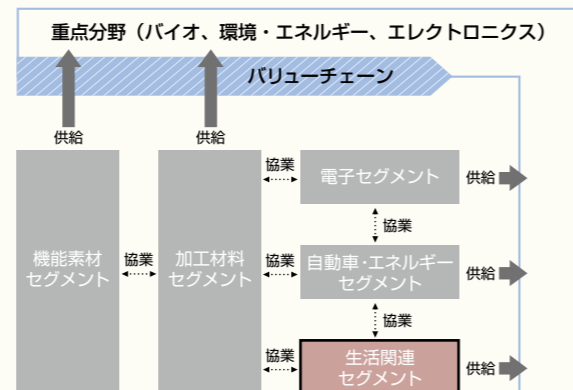 重点分野（バイオ、環境・エネルギー、エレクトロニクス）
バリューチェーン
供給
供給
機能素材
セグメント
協業
加工材料
セグメント
協業
電子セグメント
供給
協業
協業
自動車・エネルギー
セグメント
供給
協業
協業
生活関連
セグメント
供給